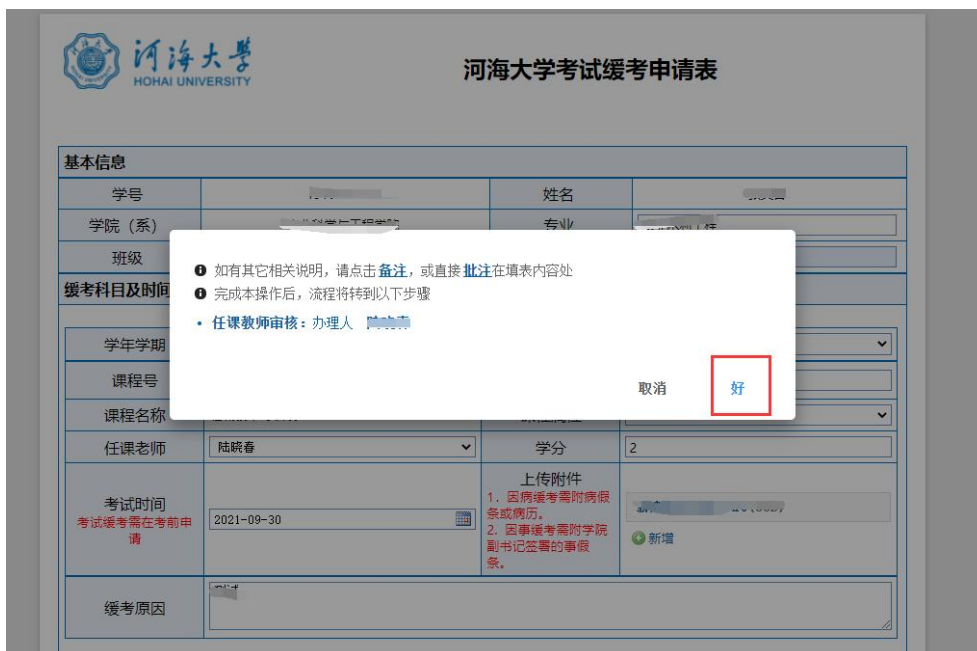 河海大學
HOHAI UNIVERSITY
河海大学考试缓考申请表
基本信息
学号
姓名
学院（系）
专业
班级
缓考科目及时间
如有其它相关说明，请点击 备注，或直接 批注在填表内容处
完成本操作后，流程将转到以下步骤
任课教师审核：办理人
取消
好
学年学期
课程号
课程名称
任课老师
陆晓春
学分
2
考试时间
考试缓考需在考前申
请
2021-09-30
上传附件
1. 因病缓考需附病假
条或病历。
2. 因事缓考需附学院
副书记签署的事假
条。
新增
缓考原因